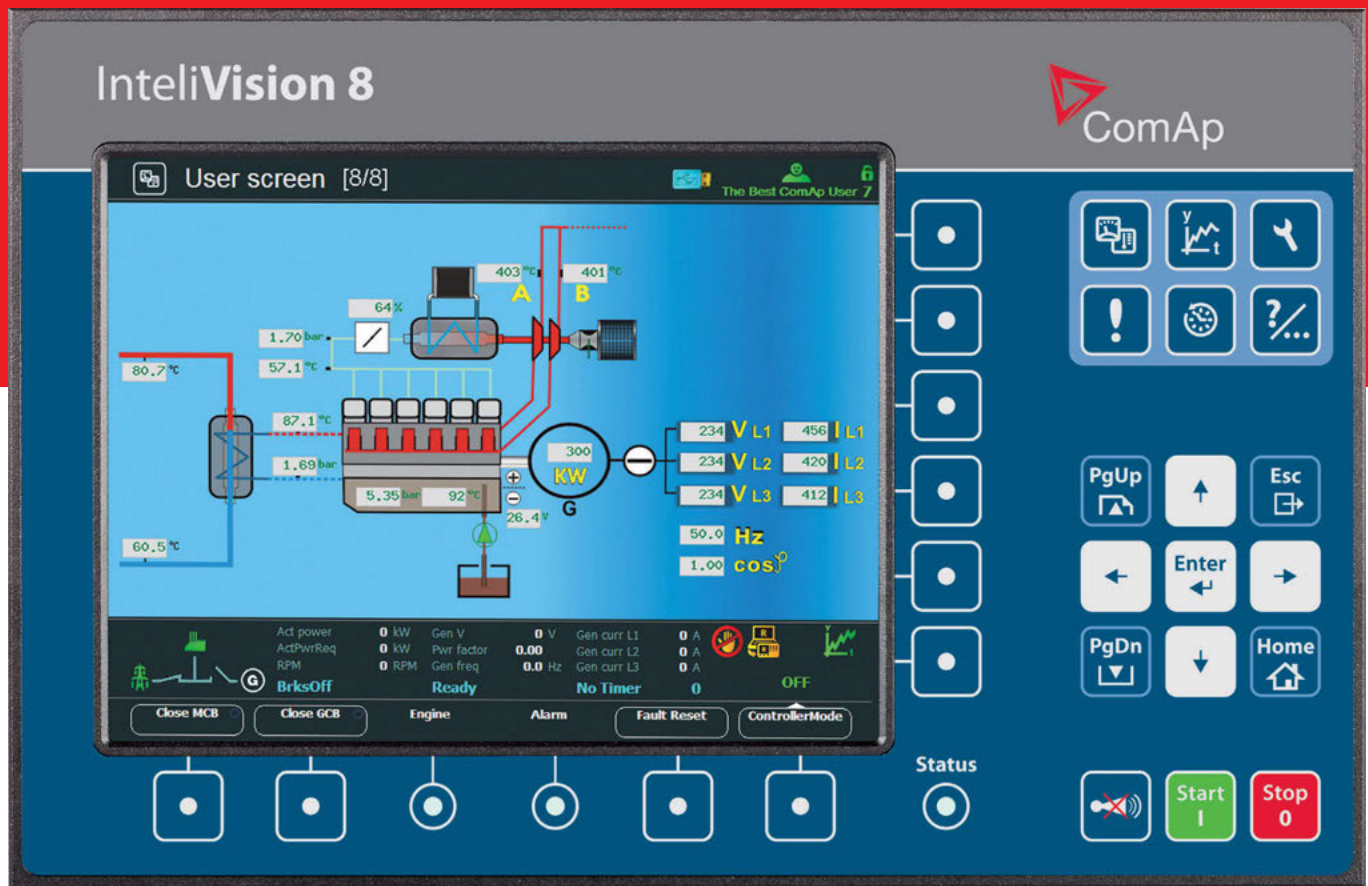 InteliVision 8
ComAp
User screen [8/8]
The Best ComAp User 7
403 °C
401 °C
A
B
64 %
1.70 bar
57.1 °C
80.7 °C
87.1 °C
1.69 bar
5.35 bar
92 °C
300
KW
G
26.4 V
60.5 °C
234 V L1 456 I L1
234 V L2 420 I L2
234 V L3 412 I L3
50.0 Hz
1.00 cosφ
Act power 0 kW Gen V 0 V Gen curr L1 0 A
ActPwrReq 0 kW Pwr factor 0.00 Gen curr L2 0 A
RPM 0 RPM Gen freq 0.0 Hz Gen curr L3 0 A
BrksOff Ready No Timer 0 OFF
G
R
R
y
t
Close MCB Close GCB Engine Alarm Fault Reset ControllerMode
Status
y
t
?/...
PgUp
Esc
Enter
PgDn
Home
Start
I
Stop
0